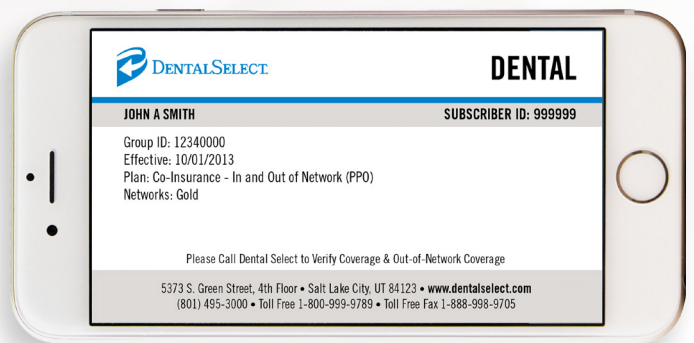 DENTALSELECT.
DENTAL
JOHN A SMITH
SUBSCRIBER ID: 999999
Group ID: 12340000
Effective: 10/01/2013
Plan: Co-Insurance - In and Out of Network (PPO)
Networks: Gold
Please Call Dental Select to Verify Coverage & Out-of-Network Coverage
5373 S. Green Street, 4th Floor • Salt Lake City, UT 84123 • www.dentalselect.com
(801) 495-3000 • Toll Free 1-800-999-9789 • Toll Free Fax 1-888-998-9705